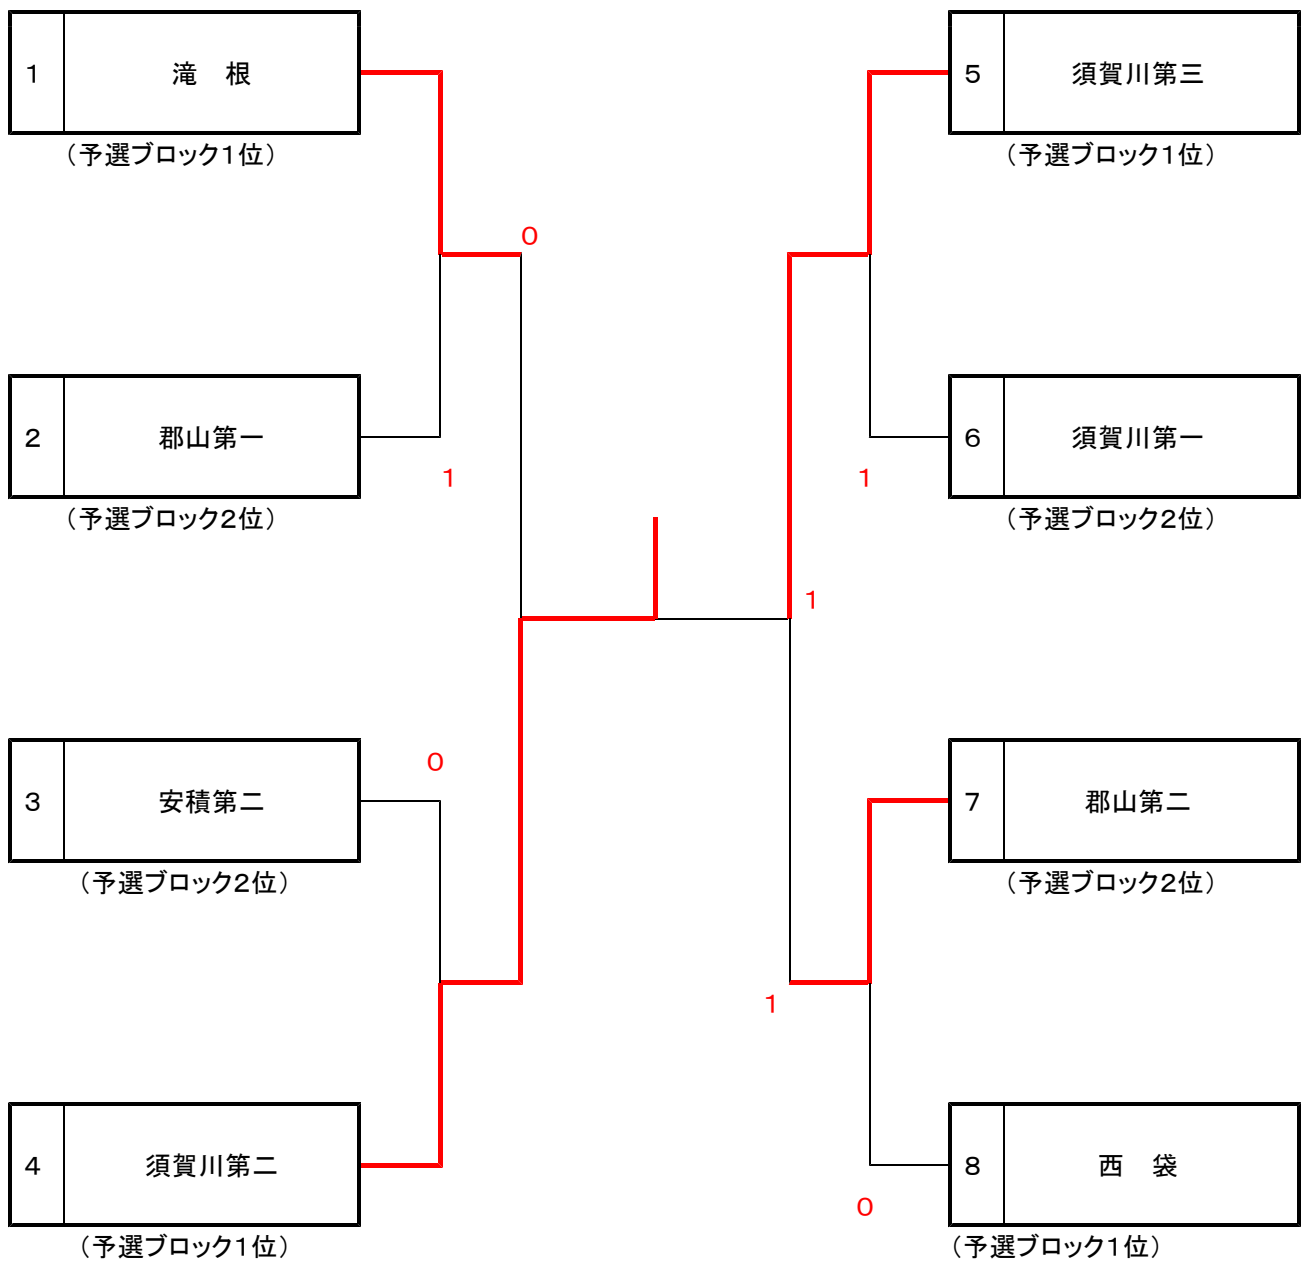 1 滝　根
（予選ブロック1位）
0
2 郡山第一
1
（予選ブロック2位）
0
3 安積第二
（予選ブロック2位）
4 須賀川第二
（予選ブロック1位）
5 須賀川第三
（予選ブロック1位）
6 須賀川第一
1
（予選ブロック2位）
1
7 郡山第二
（予選ブロック2位）
1
8 西　袋
0
（予選ブロック1位）